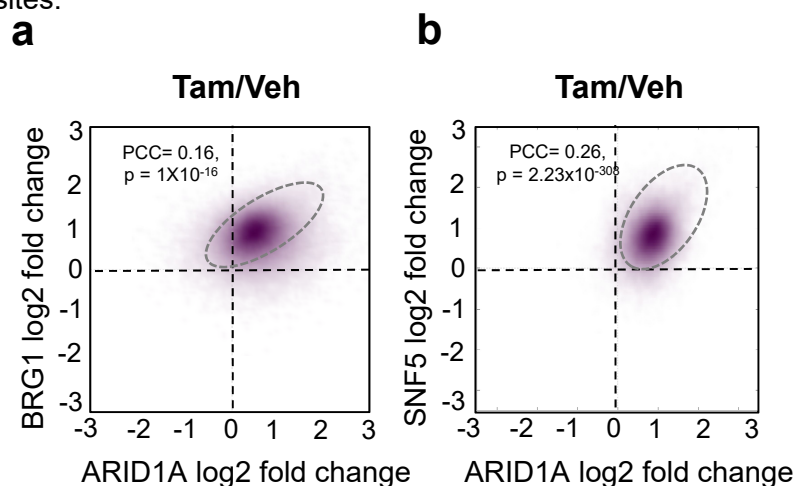 sites.
a
b
Tam/Veh
Tam/Veh
PCC= 0.16,
p = 1X10-16
PCC= 0.26,
p = 2.23x10-308
BRG1 log2 fold change
3
2
1
0
-1
-2
-3
-3 -2 -1 0 1 2 3
ARID1A log2 fold change
SNF5 log2 fold change
3
2
1
0
-1
-2
-3
-3 -2 -1 0 1 2 3
ARID1A log2 fold change